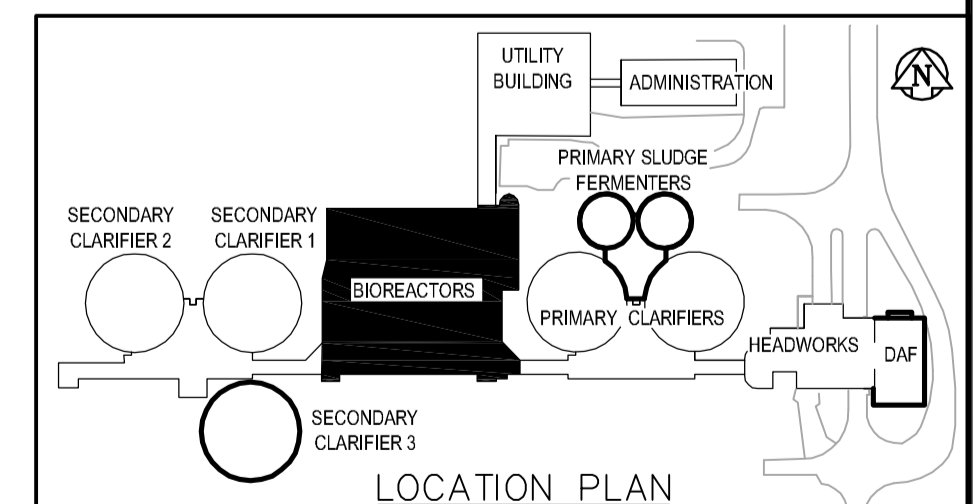 UTILITY
BUILDING
ADMINISTRATION
N
PRIMARY SLUDGE
FERMENTERS
SECONDARY
CLARIFIER 2
SECONDARY
CLARIFIER 1
BIOREACTORS
PRIMARY CLARIFIERS
HEADWORKS
DAF
SECONDARY
CLARIFIER 3
LOCATION PLAN